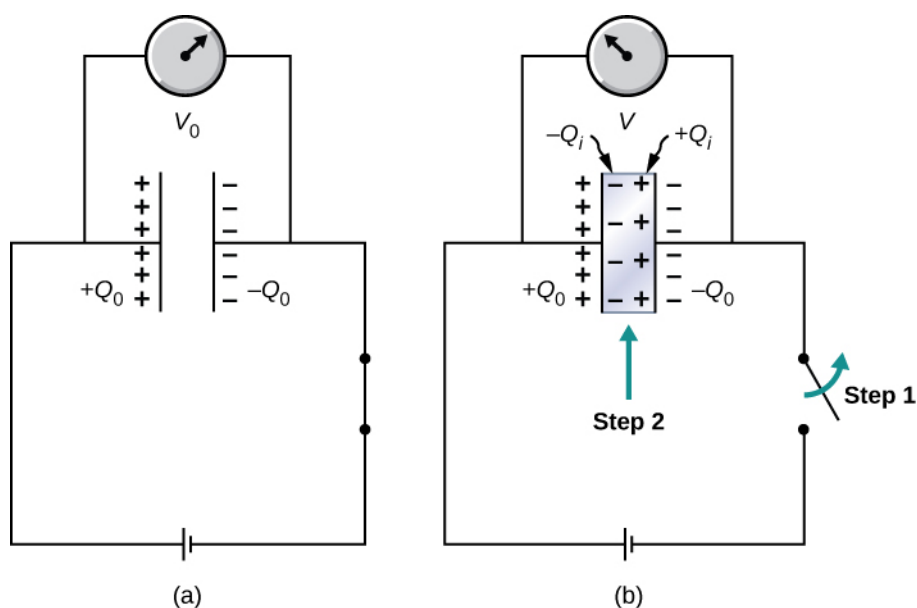 V₀
+Q₀
–Q₀
(a)
V
–Qᵢ
+Qᵢ
+Q₀
–Q₀
Step 1
Step 2
(b)